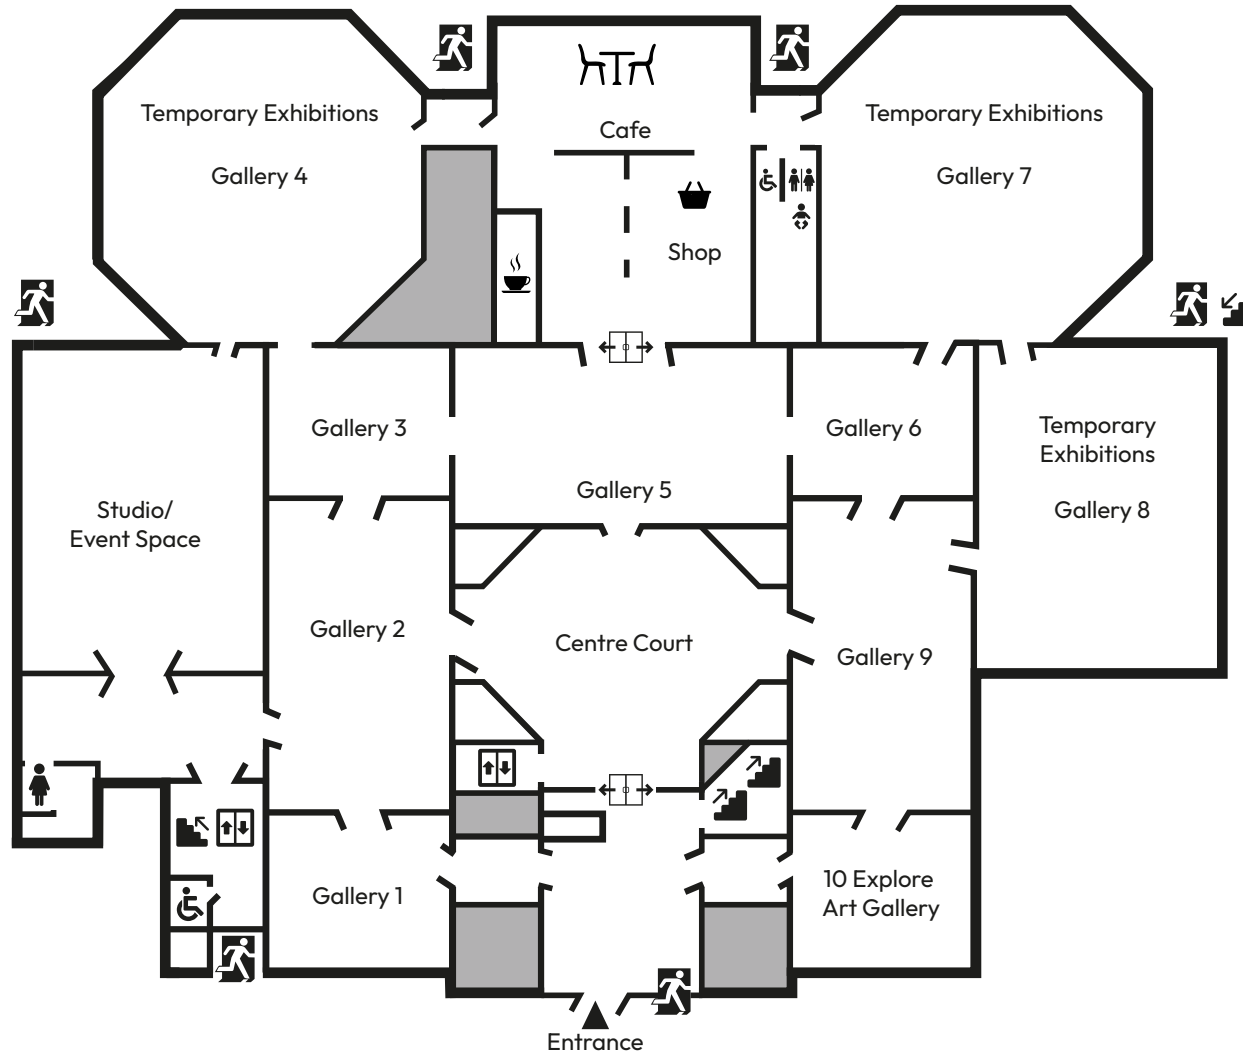 Temporary Exhibitions
Gallery 4
Cafe
Shop
Temporary Exhibitions
Gallery 7
Gallery 3
Gallery 5
Gallery 6
Temporary
Exhibitions
Gallery 8
Studio/
Event Space
Gallery 2
Centre Court
Gallery 9
Gallery 1
10 Explore
Art Gallery
Entrance